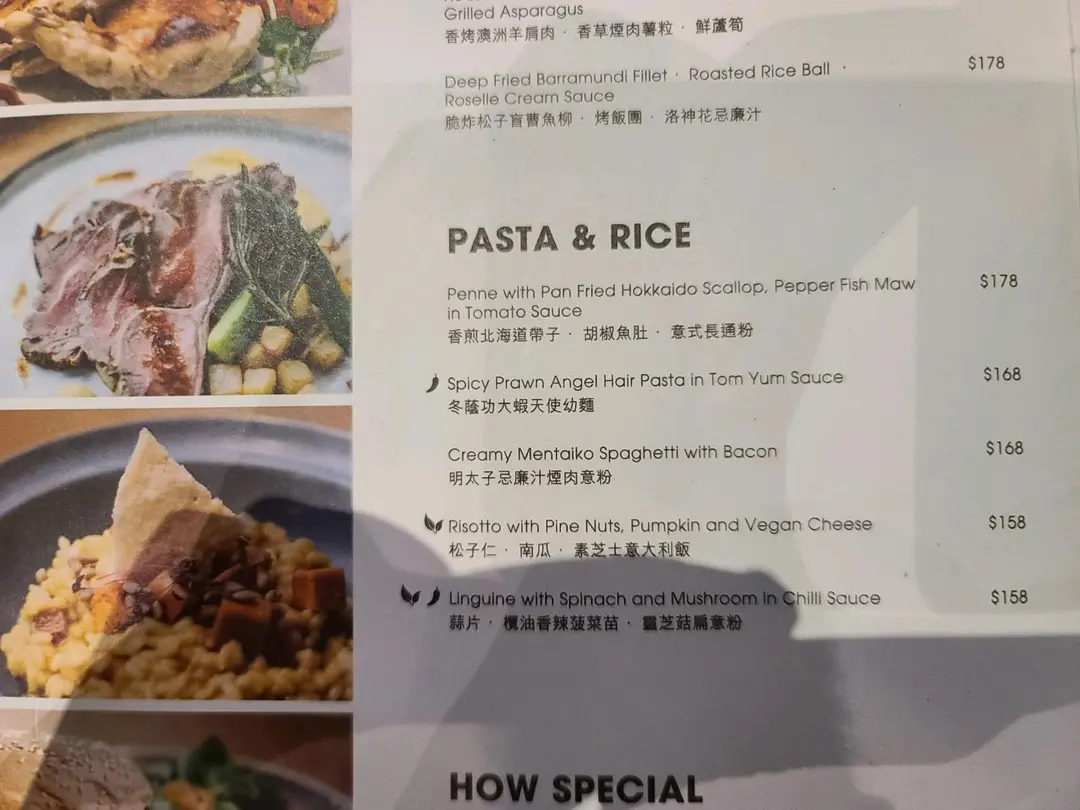 Grilled Asparagus
香烤澳洲羊肩肉 · 香草煙肉薯粒 · 鮮蘆筍
Deep Fried Barramundi Fillet · Roasted Rice Ball ·
$178
Roselle Cream Sauce
脆炸松子盲曹魚柳 · 烤飯團 · 洛神花忌廉汁
PASTA & RICE
Penne with Pan Fried Hokkaido Scallop, Pepper Fish Maw
$178
in Tomato Sauce
香煎北海道帶子 · 胡椒魚肚 · 意式長通粉
Spicy Prawn Angel Hair Pasta in Tom Yum Sauce
$168
冬蔭功大蝦天使幼麵
Creamy Mentaiko Spaghetti with Bacon
$168
明太子忌廉汁煙肉意粉
Risotto with Pine Nuts, Pumpkin and Vegan Cheese
$158
松子仁 · 南瓜 · 素芝士意大利飯
Linguine with Spinach and Mushroom in Chilli Sauce
$158
蒜片 · 欖油香辣菠菜苗 · 靈芝菇扁意粉
HOW SPECIAL